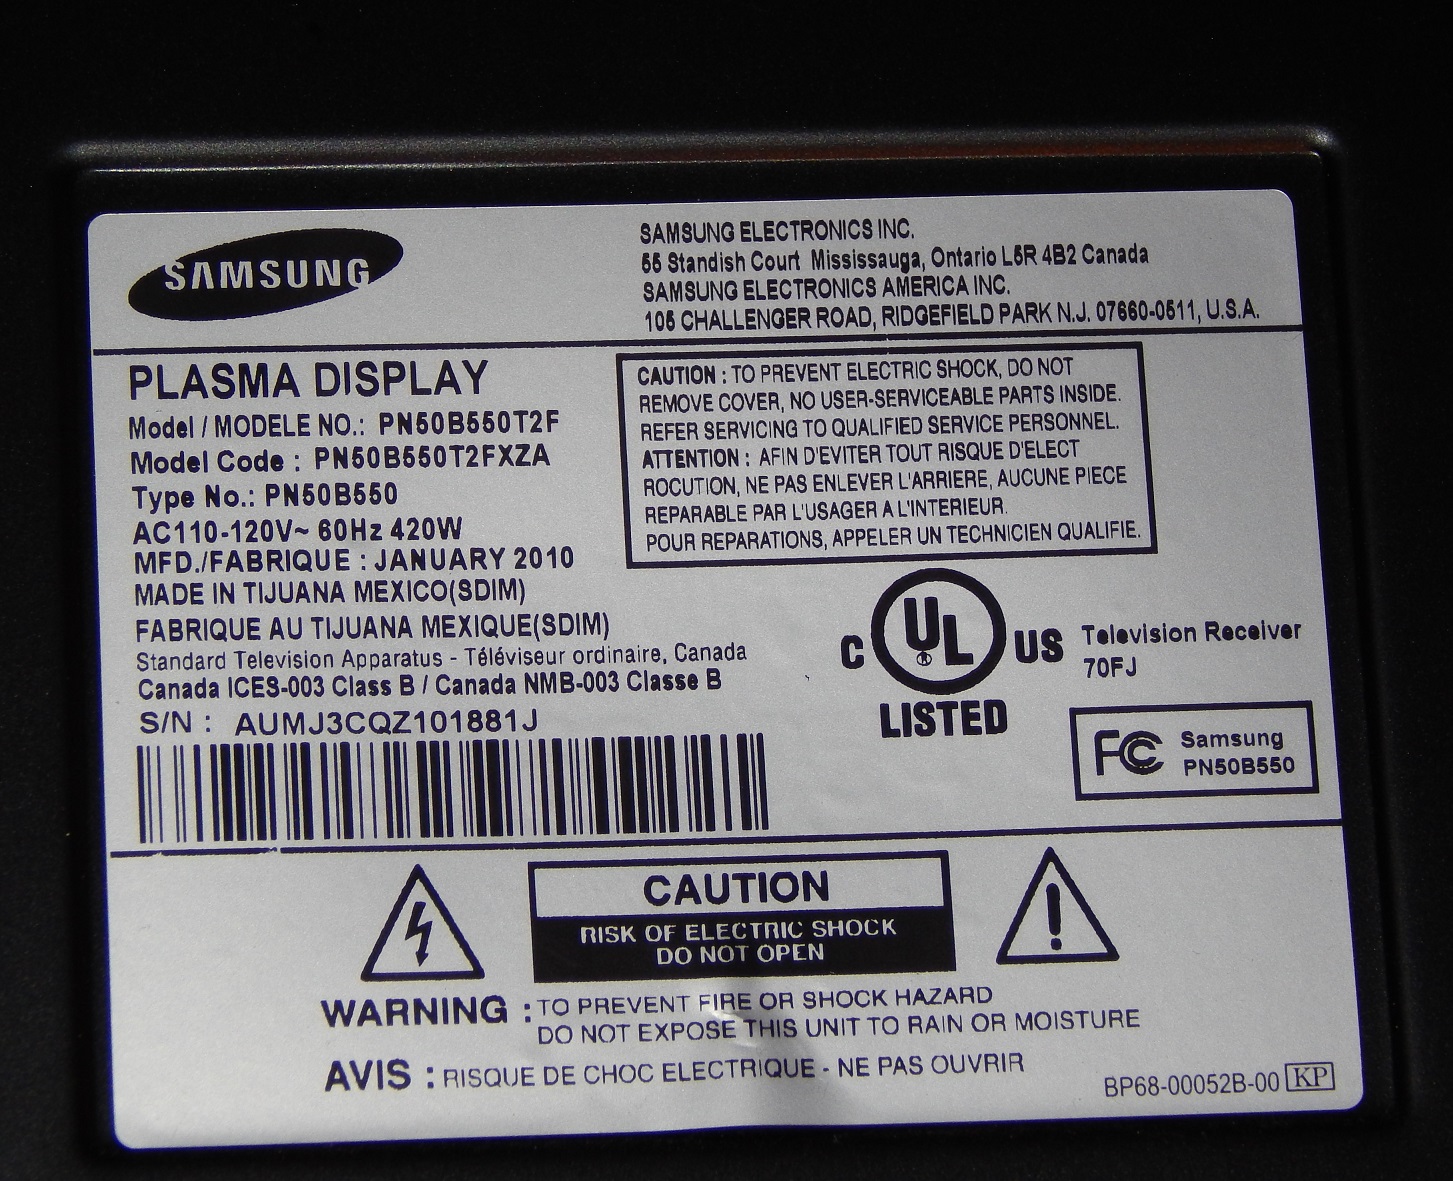 SAMSUNG
SAMSUNG ELECTRONICS INC.
55 Standish Court Mississauga, Ontario L5R 4B2 Canada
SAMSUNG ELECTRONICS AMERICA INC.
105 CHALLENGER ROAD, RIDGEFIELD PARK N.J. 07660-0511, U.S.A.
PLASMA DISPLAY
Model / MODELE NO.: PN50B550T2F
Model Code : PN50B550T2FXZA
Type No.: PN50B550
AC110-120V~ 60Hz 420W
MFD./FABRIQUE : JANUARY 2010
MADE IN TIJUANA MEXICO(SDIM)
FABRIQUE AU TIJUANA MEXIQUE(SDIM)
Standard Television Apparatus - Téléviseur ordinaire, Canada
Canada ICES-003 Class B / Canada NMB-003 Classe B
S/N : AUMJ3CQZ101881J
CAUTION : TO PREVENT ELECTRIC SHOCK, DO NOT
REMOVE COVER, NO USER-SERVICEABLE PARTS INSIDE.
REFER SERVICING TO QUALIFIED SERVICE PERSONNEL.
ATTENTION : AFIN D'EVITER TOUT RISQUE D'ELECT
ROCUTION, NE PAS ENLEVER L'ARRIERE, AUCUNE PIECE
REPARABLE PAR L'USAGER A L'INTERIEUR.
POUR REPARATIONS, APPELER UN TECHNICIEN QUALIFIE.
C UL ® US
LISTED
Television Receiver
70FJ
FC Samsung
PN50B550
CAUTION
RISK OF ELECTRIC SHOCK
DO NOT OPEN
WARNING : TO PREVENT FIRE OR SHOCK HAZARD
DO NOT EXPOSE THIS UNIT TO RAIN OR MOISTURE
AVIS : RISQUE DE CHOC ELECTRIQUE - NE PAS OUVRIR
BP68-00052B-00 KP